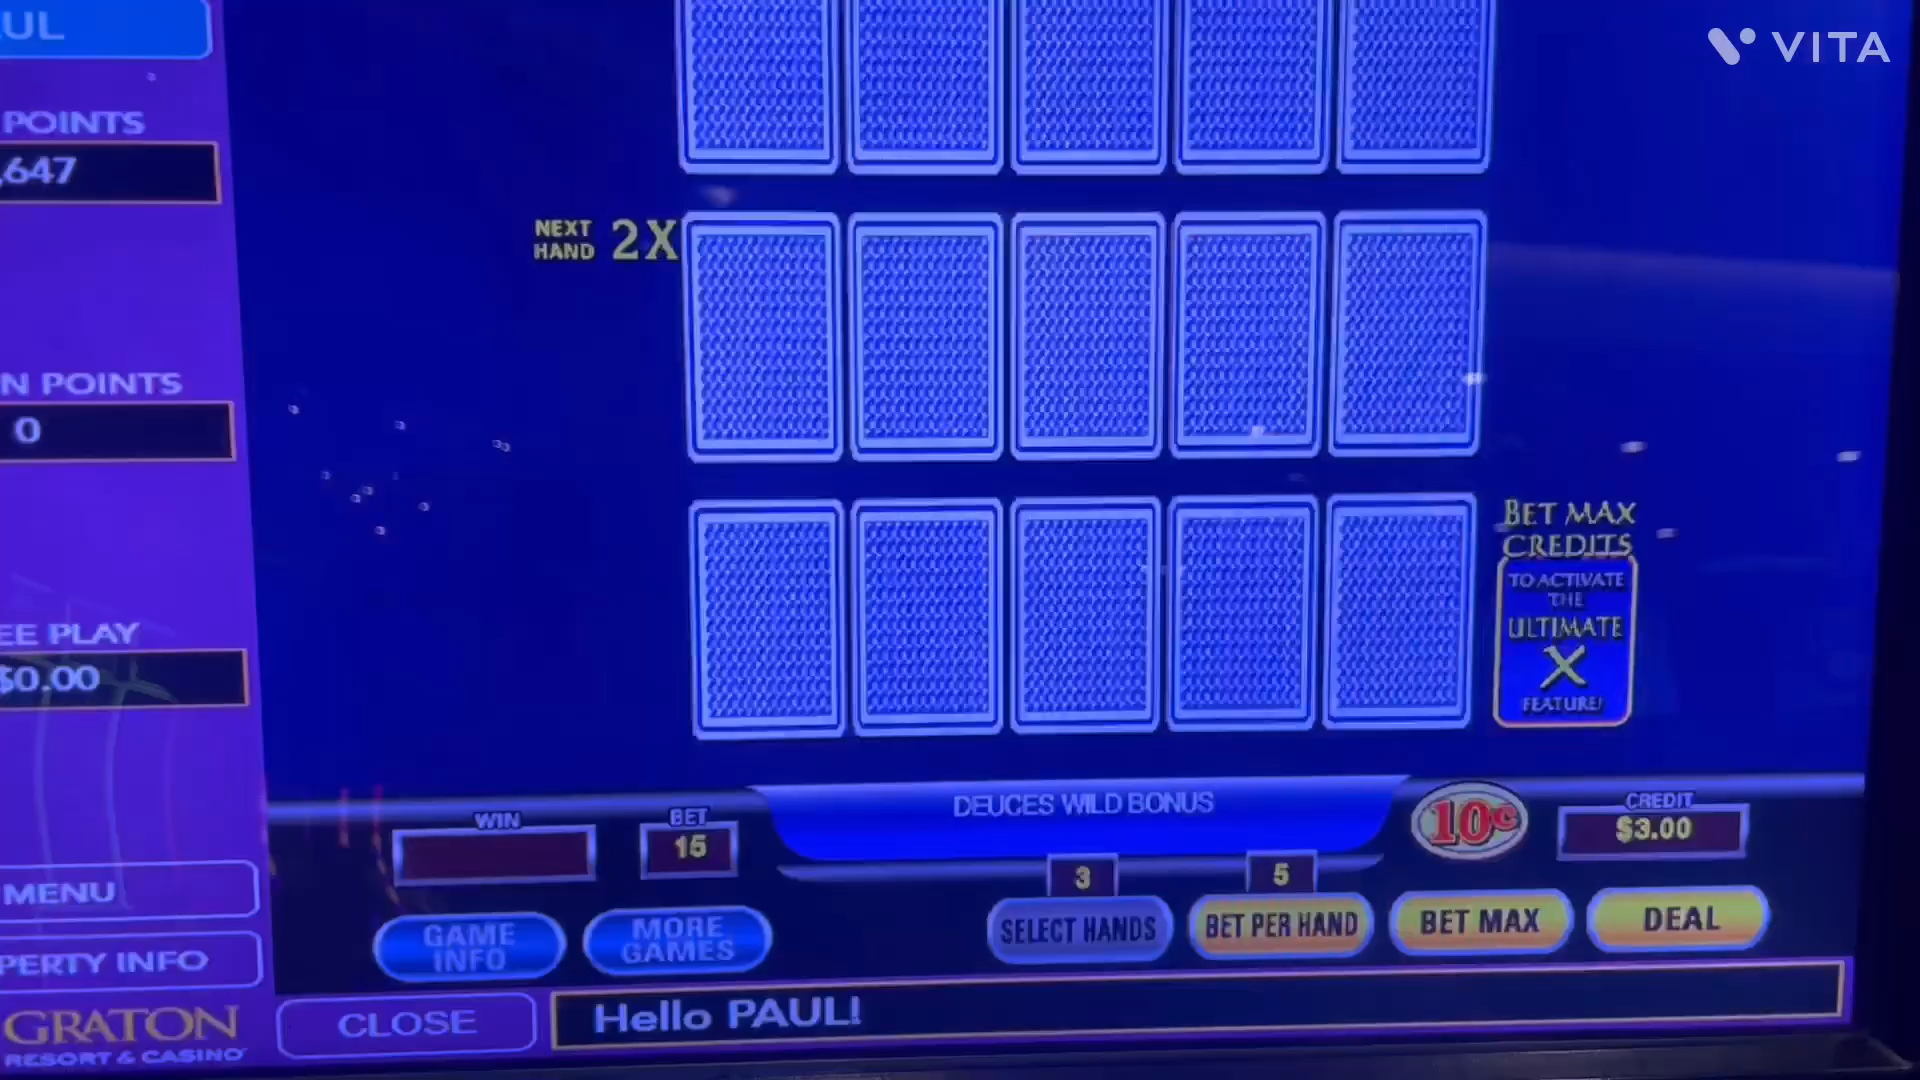 UL
VITA
POINTS
,647
NEXT
HAND 2X
N POINTS
0
BET MAX
CREDITS
TO ACTIVATE
THE
ULTIMATE
X
FEATURE!
EE PLAY
$0.00
WIN
BET
15
DEUCES WILD BONUS
10¢
CREDIT
$3.00
3
5
MENU
GAME
INFO
MORE
GAMES
SELECT HANDS
BET PER HAND
BET MAX
DEAL
PERTY INFO
GRATON
RESORT & CASINO
CLOSE
Hello PAUL!